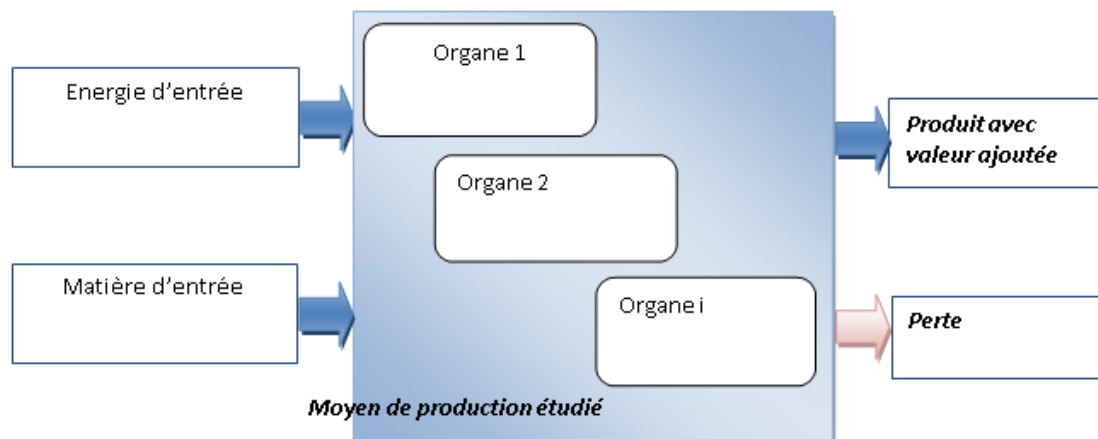 Organe 1
Energie d'entrée
Produit avec
valeur ajoutée
Organe 2
Matière d'entrée
Organe i
Perte
Moyen de production étudié